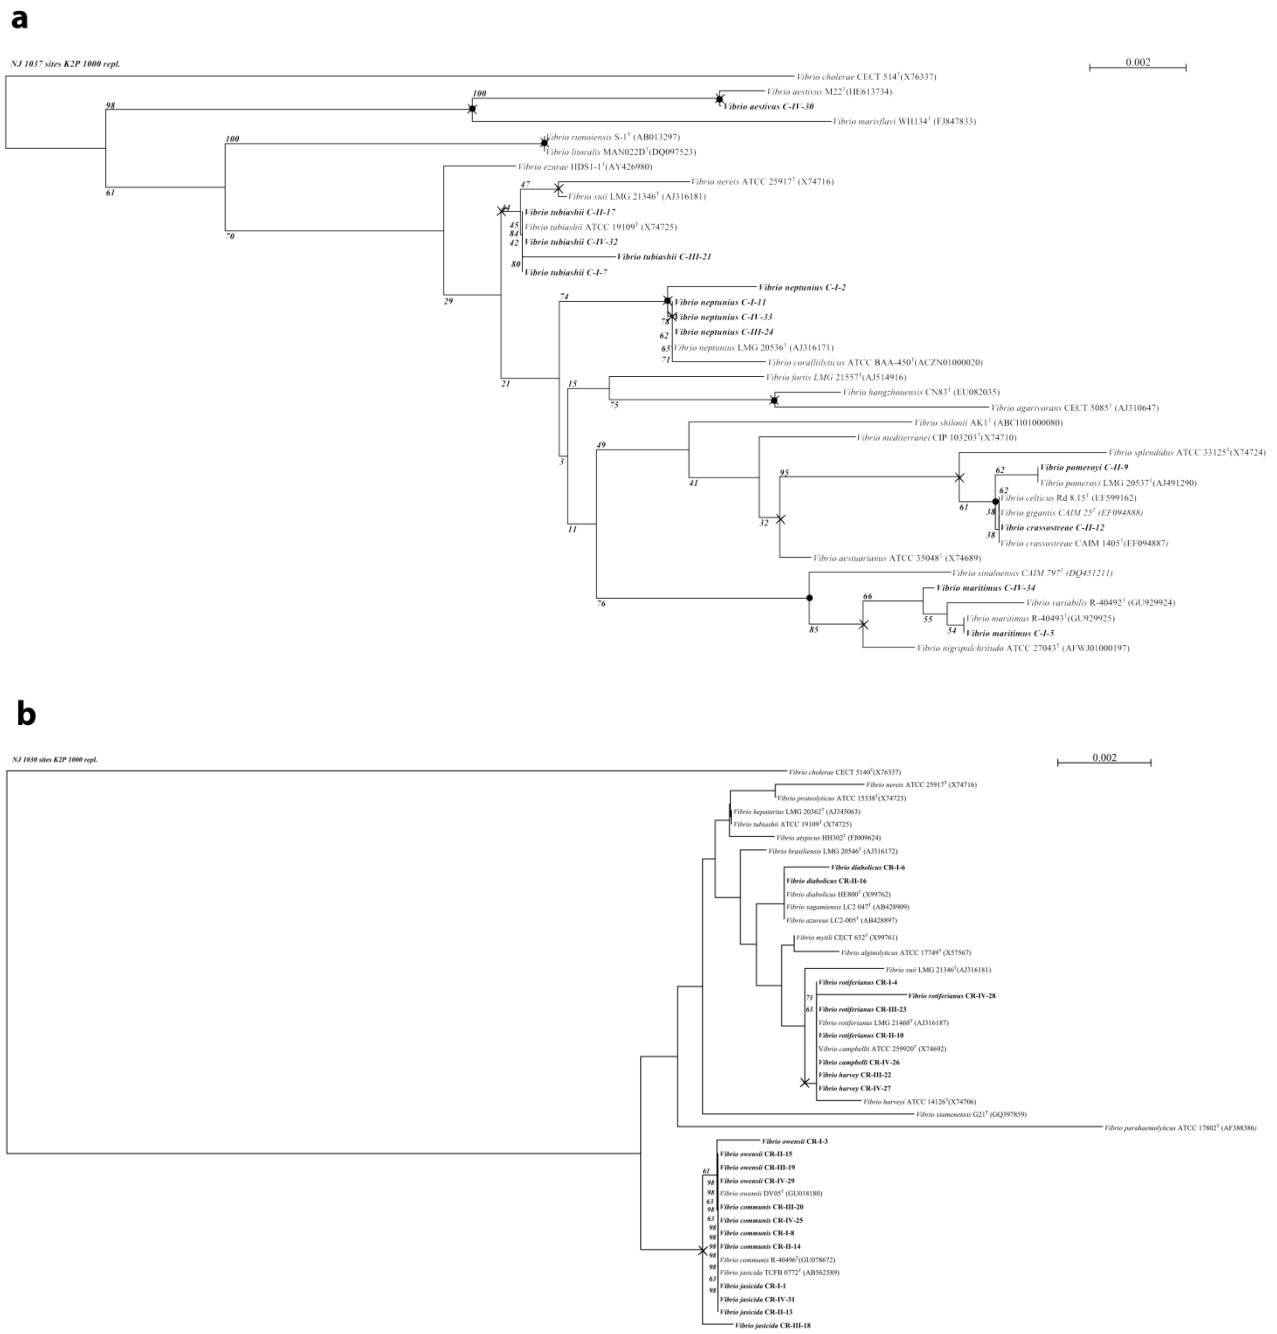 a
NJ 1037 sites K2P 1000 repl.
0.002
Vibrio cholerae CECT 514T(X76337)
100
Vibrio aestivus M22T(HE613734)
98
Vibrio aestivus C-IV-30
Vibrio marisflavi WH134T (FJ847833)
100
Vibrio rumoiensis S-1T (AB013297)
Vibrio litoralis MAN022DT(DQ097523)
Vibrio ezurae HDS1-1T(AY426980)
61
47
Vibrio nereis ATCC 25917T (X74716)
Vibrio xuii LMG 21346T (AJ316181)
44
Vibrio tubiashii C-II-17
45
Vibrio tubiashii ATCC 19109T (X74725)
84
70
42
Vibrio tubiashii C-IV-32
Vibrio tubiashii C-III-21
80
Vibrio tubiashii C-I-7
Vibrio neptunius C-I-2
29
74
Vibrio neptunius C-I-11
Vibrio neptunius C-IV-33
78
Vibrio neptunius C-III-24
62
65
Vibrio neptunius LMG 20536T (AJ316171)
71
Vibrio coralliilyticus ATCC BAA-450T(ACZN01000020)
21
15
Vibrio fortis LMG 21557T(AJ514916)
Vibrio hangzhouensis CN83T (EU082035)
75
Vibrio agarivorans CECT 5085T (AJ310647)
Vibrio shilonii AK1T (ABCH01000080)
Vibrio mediterranei CIP 103203T(X74710)
49
Vibrio splendidus ATCC 33125T(X74724)
3
41
95
62
Vibrio pomeroyi C-II-9
Vibrio pomeroyi LMG 20537T(AJ491290)
62
Vibrio celticus Rd 8.15T (EF599162)
61
38
Vibrio gigantis CAIM 25T (EF094888)
11
32
Vibrio crassostreae C-II-12
38
Vibrio crassostreae CAIM 1405T(EF094887)
Vibrio aestuarianus ATCC 35048T (X74689)
Vibrio sinaloensis CAIM 797T (DQ451211)
Vibrio maritimus C-IV-34
76
66
Vibrio variabilis R-40492T (GU929924)
55
Vibrio maritimus R-40493T(GU929925)
85
54
Vibrio maritimus C-I-5
Vibrio nigripulchritudo ATCC 27043T (AFWJ01000197)
b
NJ 1030 sites K2P 1000 repl.
0.002
Vibrio cholerae CECT 5140T(X76337)
Vibrio nereis ATCC 25917T (X74716)
Vibrio proteolyticus ATCC 15338T(X74723)
Vibrio hepatarius LMG 20362T (AJ345063)
Vibrio tubiashii ATCC 19109T (X74725)
Vibrio atypicus HH302T (FJ009624)
Vibrio brasiliensis LMG 20546T (AJ316172)
Vibrio diabolicus CR-I-6
Vibrio diabolicus CR-II-16
Vibrio diabolicus HE800T (X99762)
Vibrio sagamiensis LC2 047T (AB428909)
Vibrio azureus LC2-005T (AB428897)
Vibrio mytili CECT 632T (X99761)
Vibrio alginolyticus ATCC 17749T (X57567)
Vibrio xuii LMG 21346T(AJ316181)
Vibrio rotiferianus CR-I-4
71
Vibrio rotiferianus CR-IV-28
63
Vibrio rotiferianus CR-III-23
Vibrio rotiferianus LMG 21460T (AJ316187)
Vibrio rotiferianus CR-II-10
Vibrio campbellii ATCC 259920T (X74692)
Vibrio campbelli CR-IV-26
Vibrio harvey CR-III-22
Vibrio harvey CR-IV-27
Vibrio harveyi ATCC 14126T(X74706)
Vibrio xiamenensis G21T (GQ397859)
Vibrio parahaemolyticus ATCC 17802T (AF388386)
Vibrio owensii CR-I-3
Vibrio owensii CR-II-15
61
Vibrio owensii CR-III-19
98
Vibrio owensii CR-IV-29
98
Vibrio owensii DY05T (GU018180)
63
98
Vibrio communis CR-III-20
63
Vibrio communis CR-IV-25
98
98
Vibrio communis CR-I-8
98
Vibrio communis CR-II-14
98
Vibrio communis R-40496T(GU078672)
98
Vibrio jasicida TCFB 0772T (AB562589)
63
Vibrio jasicida CR-I-1
98
Vibrio jasicida CR-IV-31
Vibrio jasicida CR-II-13
Vibrio jasicida CR-III-18